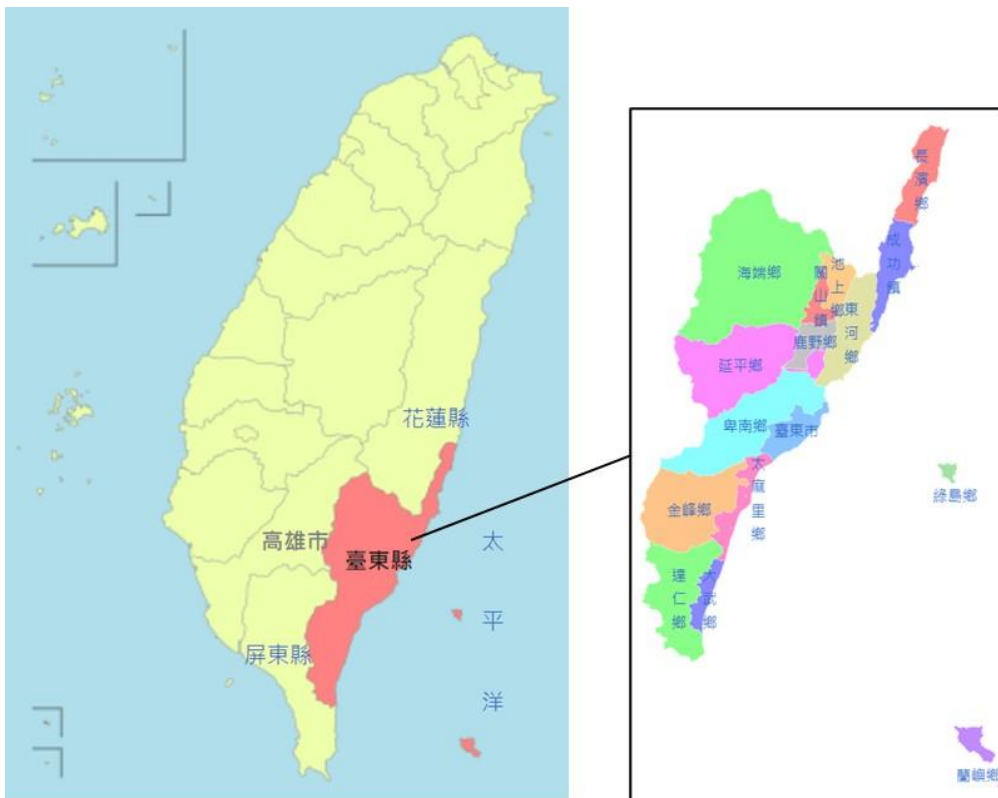 花蓮縣
高雄市
臺東縣
屏東縣
太平洋
長濱鄉
成功鎮
海端鄉
關山鎮
池上鄉
東河鄉
鹿野鄉
延平鄉
卑南鄉
臺東市
太麻里鄉
金峰鄉
綠島鄉
達仁鄉
大武鄉
蘭嶼鄉